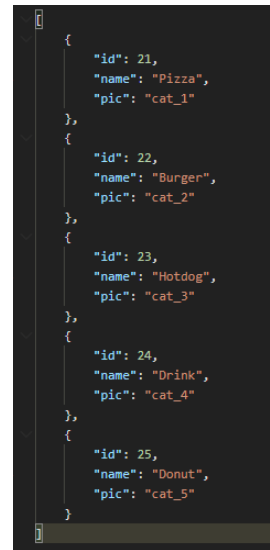 [
{
"id": 21,
"name": "Pizza",
"pic": "cat_1"
},
{
"id": 22,
"name": "Burger",
"pic": "cat_2"
},
{
"id": 23,
"name": "Hotdog",
"pic": "cat_3"
},
{
"id": 24,
"name": "Drink",
"pic": "cat_4"
},
{
"id": 25,
"name": "Donut",
"pic": "cat_5"
}
]